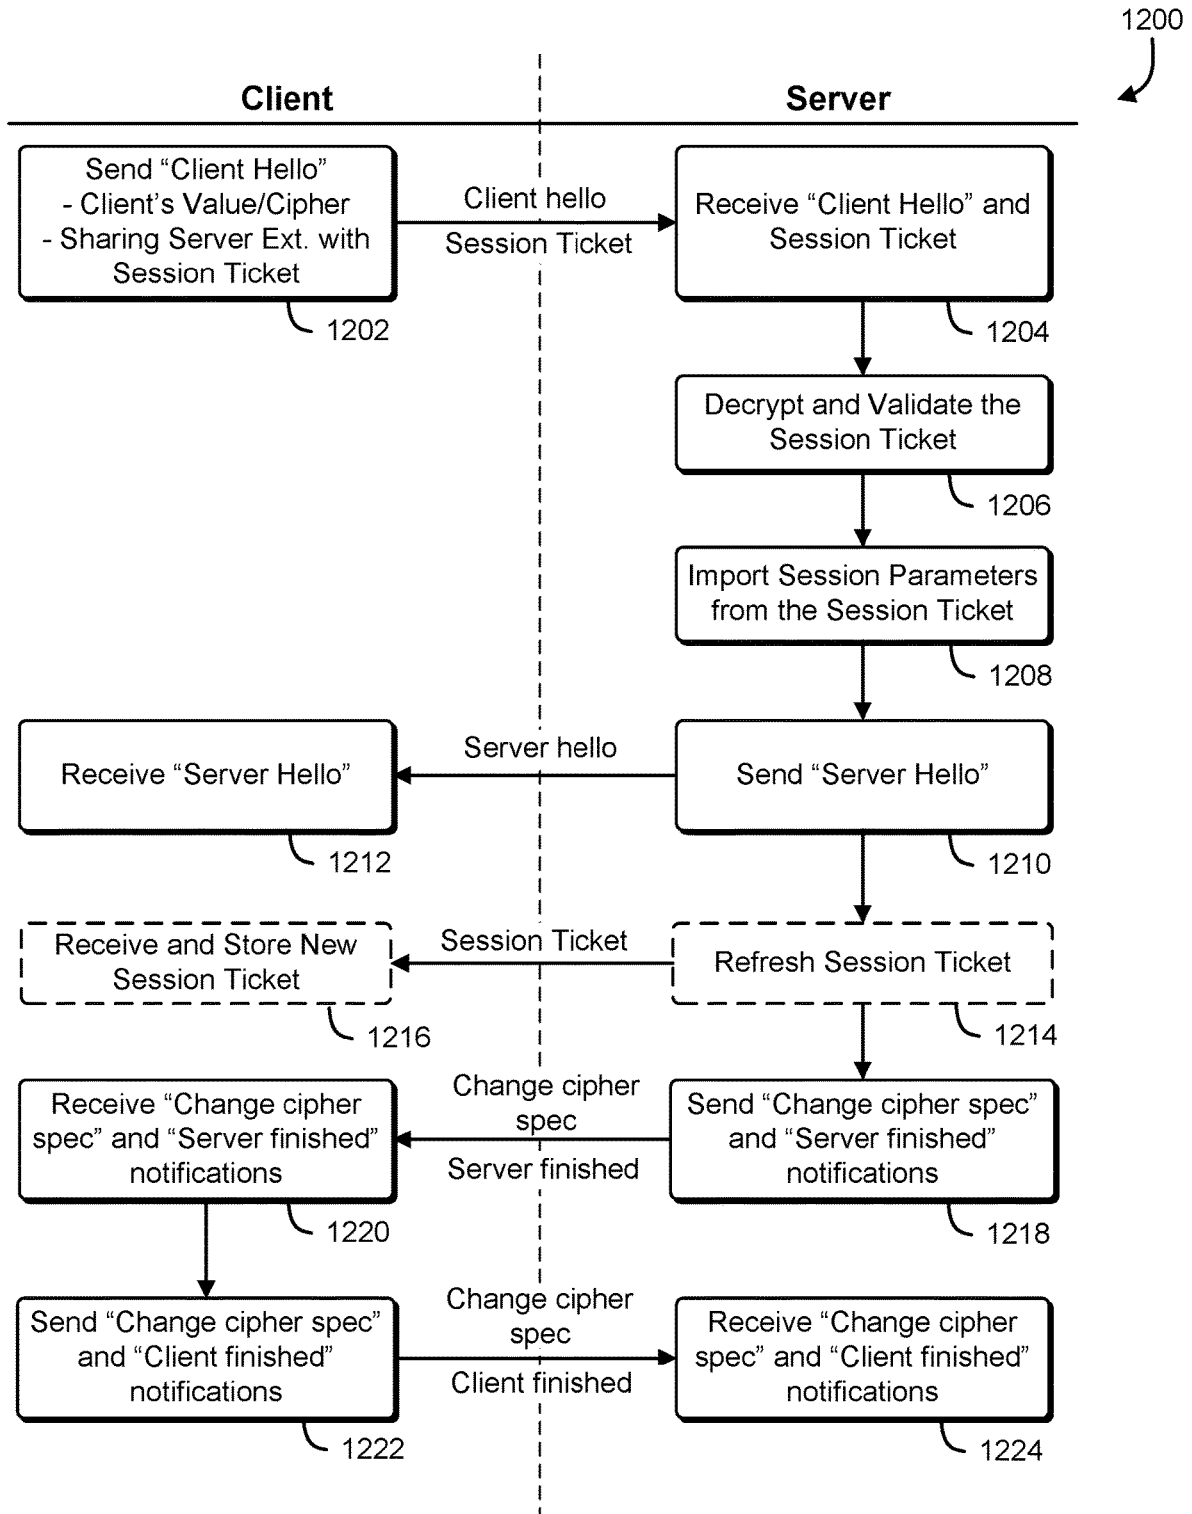 1200
Client
Server
Send “Client Hello”
- Client’s Value/Cipher
- Sharing Server Ext. with
Session Ticket
1202
Client hello
Session Ticket
Receive “Client Hello” and
Session Ticket
1204
Decrypt and Validate the
Session Ticket
1206
Import Session Parameters
from the Session Ticket
1208
Receive “Server Hello”
1212
Server hello
Send “Server Hello”
1210
Receive and Store New
Session Ticket
1216
Session Ticket
Refresh Session Ticket
1214
Receive “Change cipher
spec” and “Server finished”
notifications
1220
Change cipher
spec
Server finished
Send “Change cipher spec”
and “Server finished”
notifications
1218
Send “Change cipher spec”
and “Client finished”
notifications
1222
Change cipher
spec
Client finished
Receive “Change cipher
spec” and “Client finished”
notifications
1224